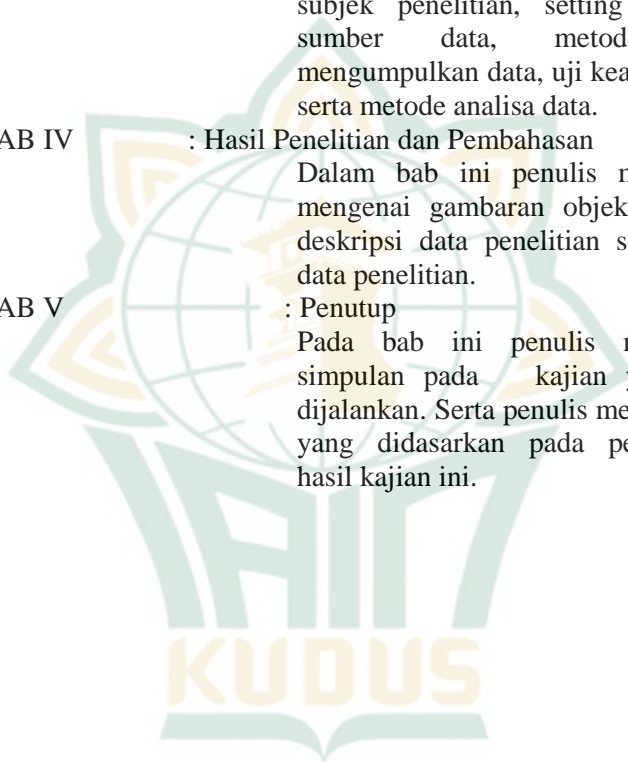 subjek penelitian, setting
sumber data, metod
mengumpulkan data, uji kea
serta metode analisa data.
AB IV : Hasil Penelitian dan Pembahasan
Dalam bab ini penulis m
mengenai gambaran objek
deskripsi data penelitian s
data penelitian.
AB V : Penutup
Pada bab ini penulis m
simpulan pada kajian y
dijalankan. Serta penulis me
yang didasarkan pada pe
hasil kajian ini.
IAIN
KUDUS